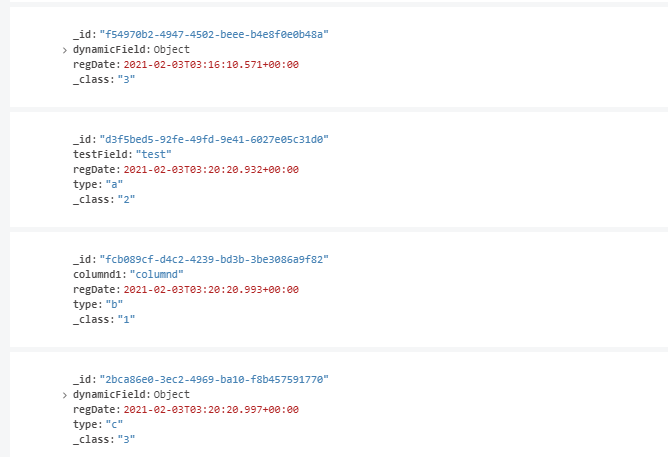 _id: "f54970b2-4947-4502-beee-b4e8f0e0b48a"
dynamicField: Object
regDate: 2021-02-03T03:16:10.571+00:00
_class: "3"
_id: "d3f5bed5-92fe-49fd-9e41-6027e05c31d0"
testField: "test"
regDate: 2021-02-03T03:20:20.932+00:00
type: "a"
_class: "2"
_id: "fcb089cf-d4c2-4239-bd3b-3be3086a9f82"
columnd1: "columnd"
regDate: 2021-02-03T03:20:20.993+00:00
type: "b"
_class: "1"
_id: "2bca86e0-3ec2-4969-ba10-f8b457591770"
dynamicField: Object
regDate: 2021-02-03T03:20:20.997+00:00
type: "c"
_class: "3"